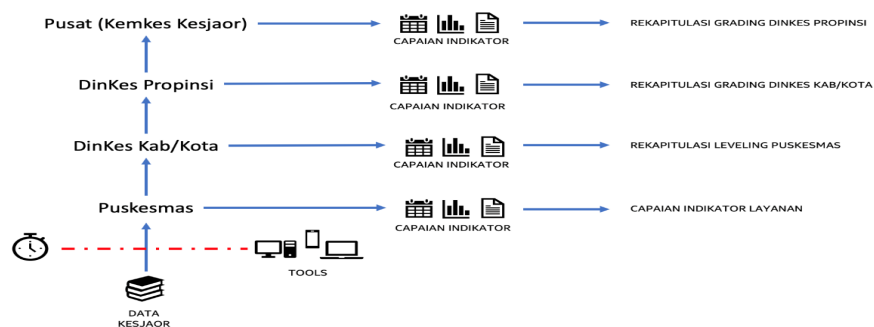 Pusat (Kemkes Kesjaor)
CAPAIAN INDIKATOR
REKAPITULASI GRADING DINKES PROPINSI
DinKes Propinsi
CAPAIAN INDIKATOR
REKAPITULASI GRADING DINKES KAB/KOTA
DinKes Kab/Kota
CAPAIAN INDIKATOR
REKAPITULASI LEVELING PUSKESMAS
Puskesmas
CAPAIAN INDIKATOR
CAPAIAN INDIKATOR LAYANAN
TOOLS
DATA
KESJAOR